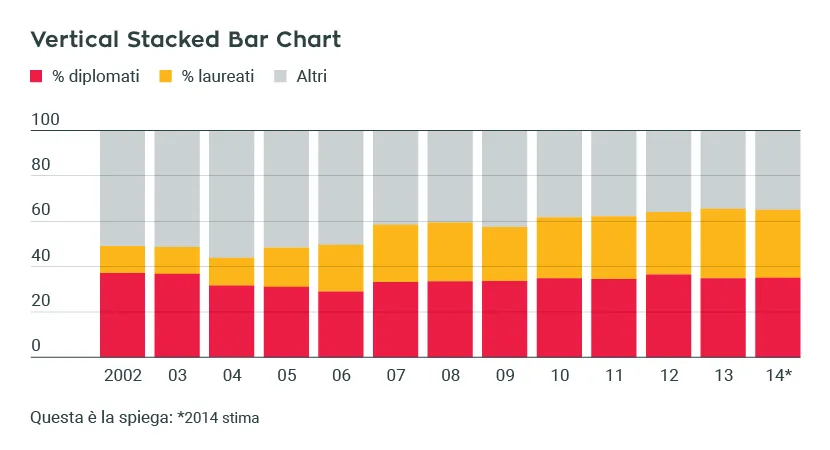 Vertical Stacked Bar Chart
% diplomati % laureati Altri
100
80
60
40
20
0
2002 03 04 05 06 07 08 09 10 11 12 13 14*
Questa è la spiega: *2014 stima